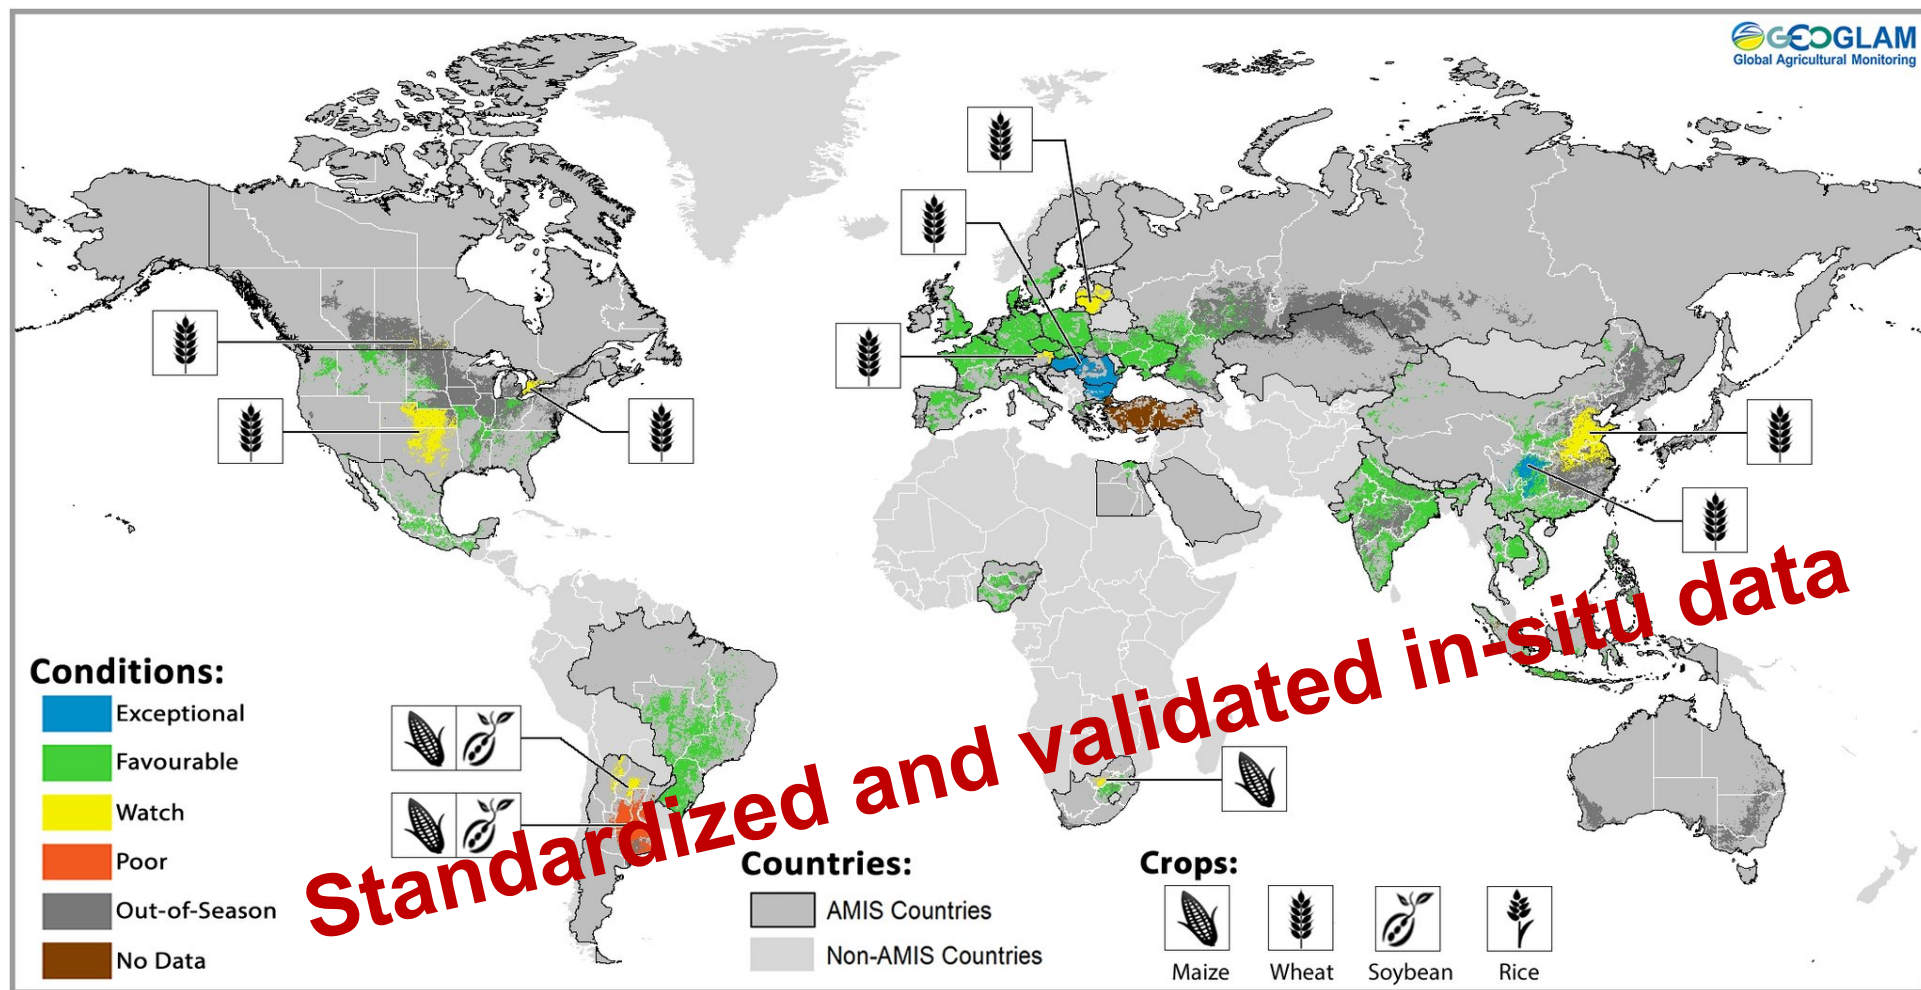 GEOGLAM
Global Agricultural Monitoring
Standardized and validated in-situ data
Conditions:
Exceptional
Favourable
Watch
Poor
Out-of-Season
No Data
Countries:
AMIS Countries
Non-AMIS Countries
Crops:
Maize
Wheat
Soybean
Rice